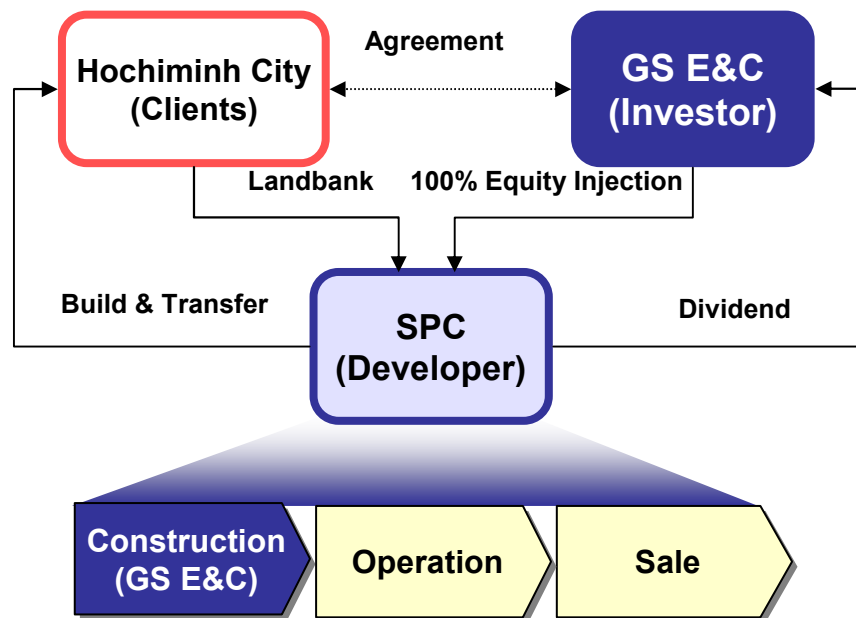 Agreement
Hochiminh City
(Clients)
GS E&C
(Investor)
Landbank
100% Equity Injection
Build & Transfer
SPC
(Developer)
Dividend
Construction
(GS E&C)
Operation
Sale